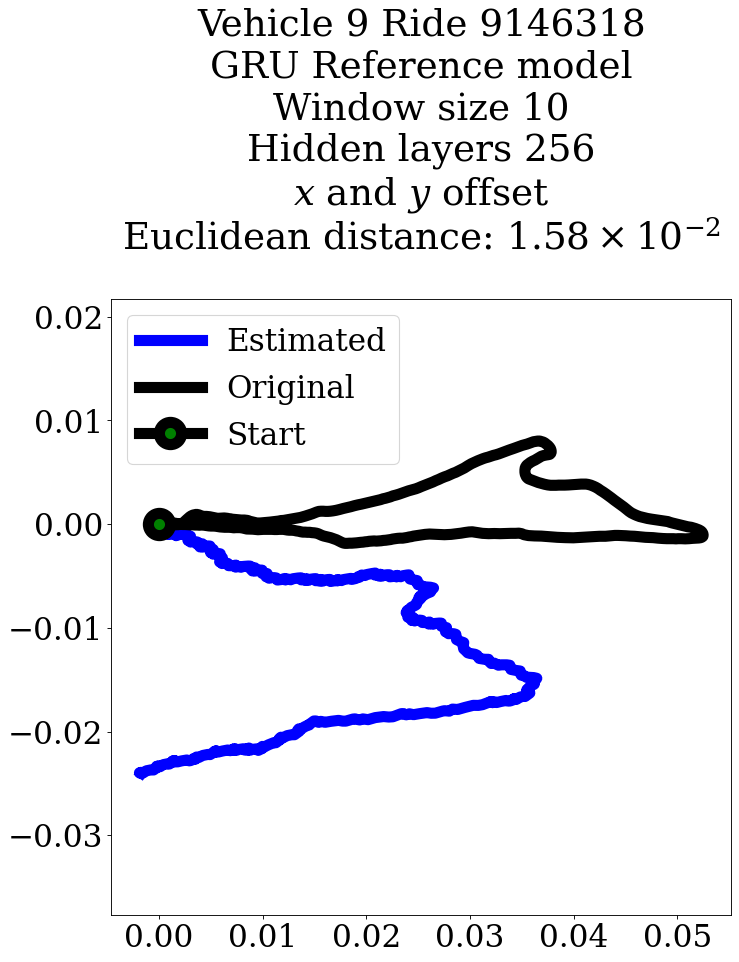 Vehicle 9 Ride 9146318
GRU Reference model
Window size 10
Hidden layers 256
x and y offset
Euclidean distance: 1.58 × 10⁻²
Estimated
Original
Start
0.02
0.01
0.00
−0.01
−0.02
−0.03
0.00 0.01 0.02 0.03 0.04 0.05